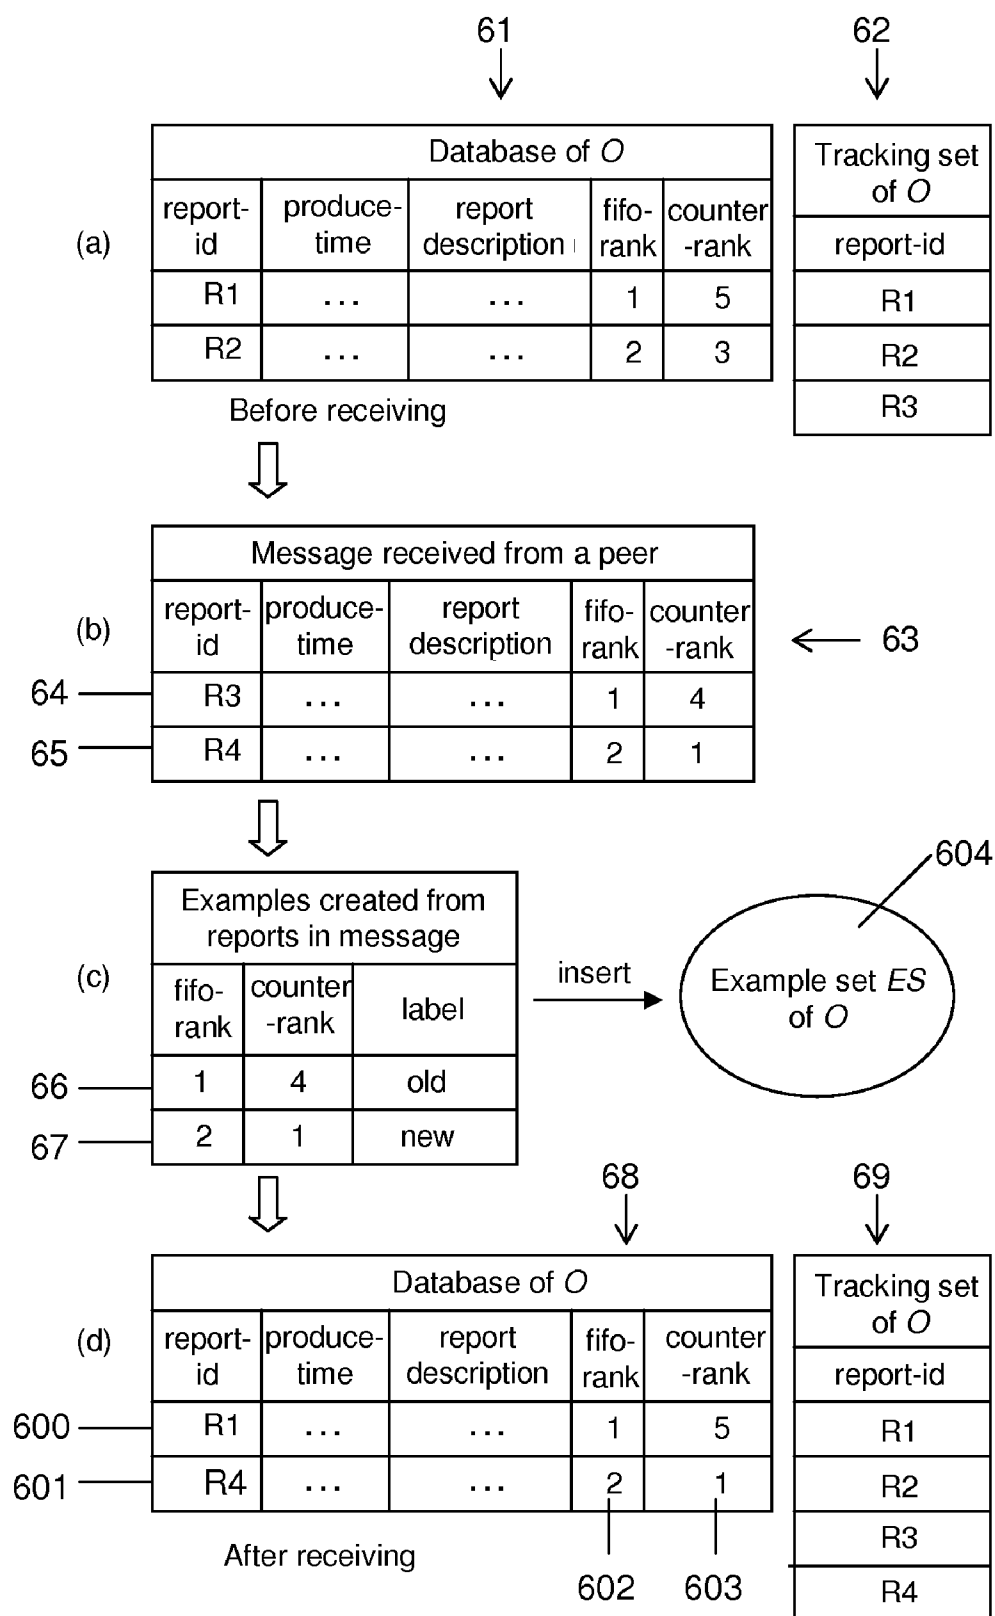 61
62
Database of O
report-id
produce-time
report description
fifo-rank
counter-rank
R1
...
...
1
5
R2
...
...
2
3
Tracking set of O
report-id
R1
R2
R3
(a)
Before receiving
Message received from a peer
report-id
produce-time
report description
fifo-rank
counter-rank
(b)
63
64
R3
...
...
1
4
65
R4
...
...
2
1
Examples created from
reports in message
(c)
fifo-rank
counter-rank
label
66
1
4
old
67
2
1
new
insert
604
Example set ES
of O
68
69
Database of O
(d)
report-id
produce-time
report description
fifo-rank
counter-rank
600
R1
...
...
1
5
601
R4
...
...
2
1
After receiving
602
603
Tracking set
of O
report-id
R1
R2
R3
R4